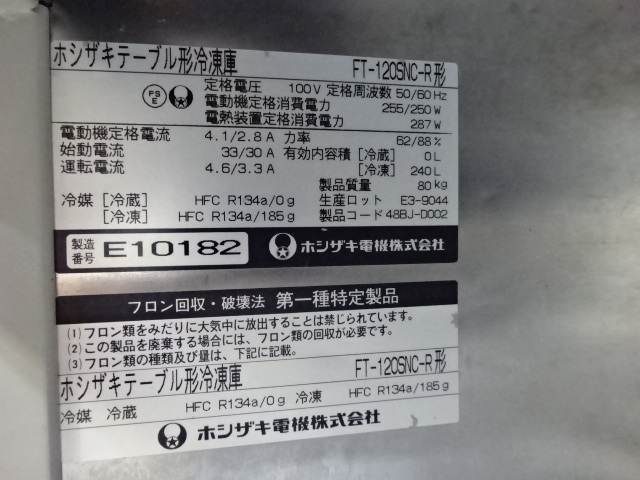 ホシザキテーブル形冷凍庫 FT-120SNC-R形
PS E 定格電圧 100V 定格周波数 50/60Hz
電動機定格消費電力 255/250W
電熱装置定格消費電力 287W
電動機定格電流 4.1/2.8A 力率 62/88%
始動電流 33/30A 有効内容積 [冷蔵] 0L
運転電流 4.6/3.3A [冷凍] 240L
製品質量 80kg
冷媒 [冷蔵] HFC R134a/0g 生産ロット E3-9044
[冷凍] HFC R134a/185g 製品コード 48BJ-D002
製造番号 E10182 ホシザキ電機株式会社
フロン回収・破壊法 第一種特定製品
(1) フロン類をみだりに大気中に放出することは禁じられています。
(2) この製品を廃棄する場合には、フロン類の回収が必要です。
(3) フロン類の種類及び量は、下記に記載。
ホシザキテーブル形冷凍庫 FT-120SNC-R形
冷媒 冷蔵 HFC R134a/0g 冷凍 HFC R134a/185g
ホシザキ電機株式会社